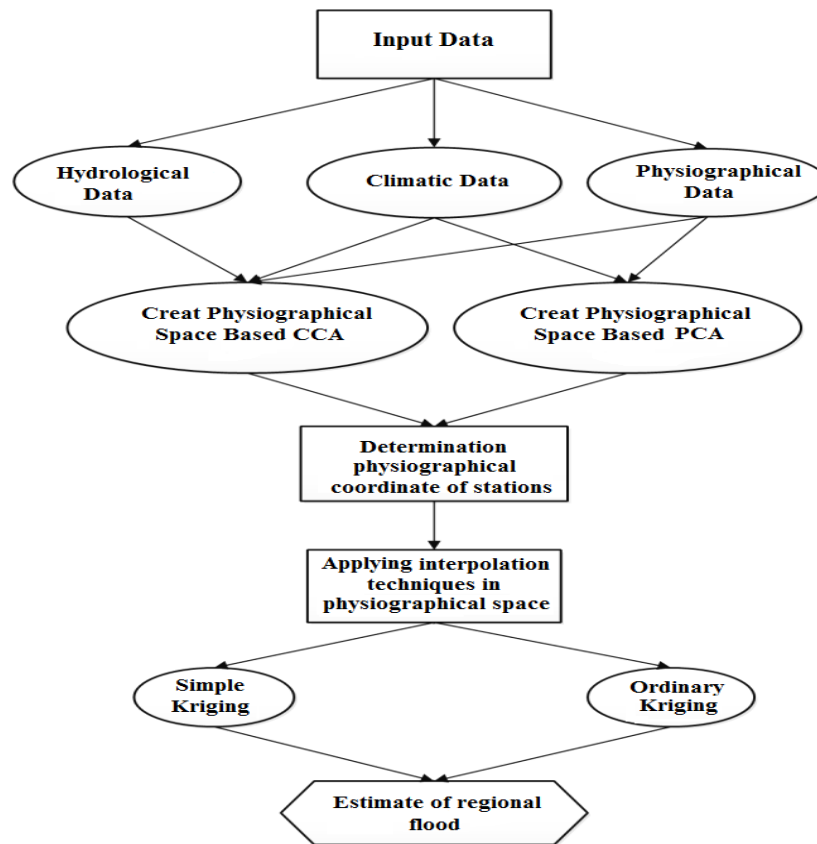 Input Data
Hydrological
Data
Climatic Data
Physiographical
Data
Creat Physiographical
Space Based CCA
Creat Physiographical
Space Based PCA
Determination
physiographical
coordinate of stations
Applying interpolation
techniques in
physiographical space
Simple
Kriging
Ordinary
Kriging
Estimate of regional
flood